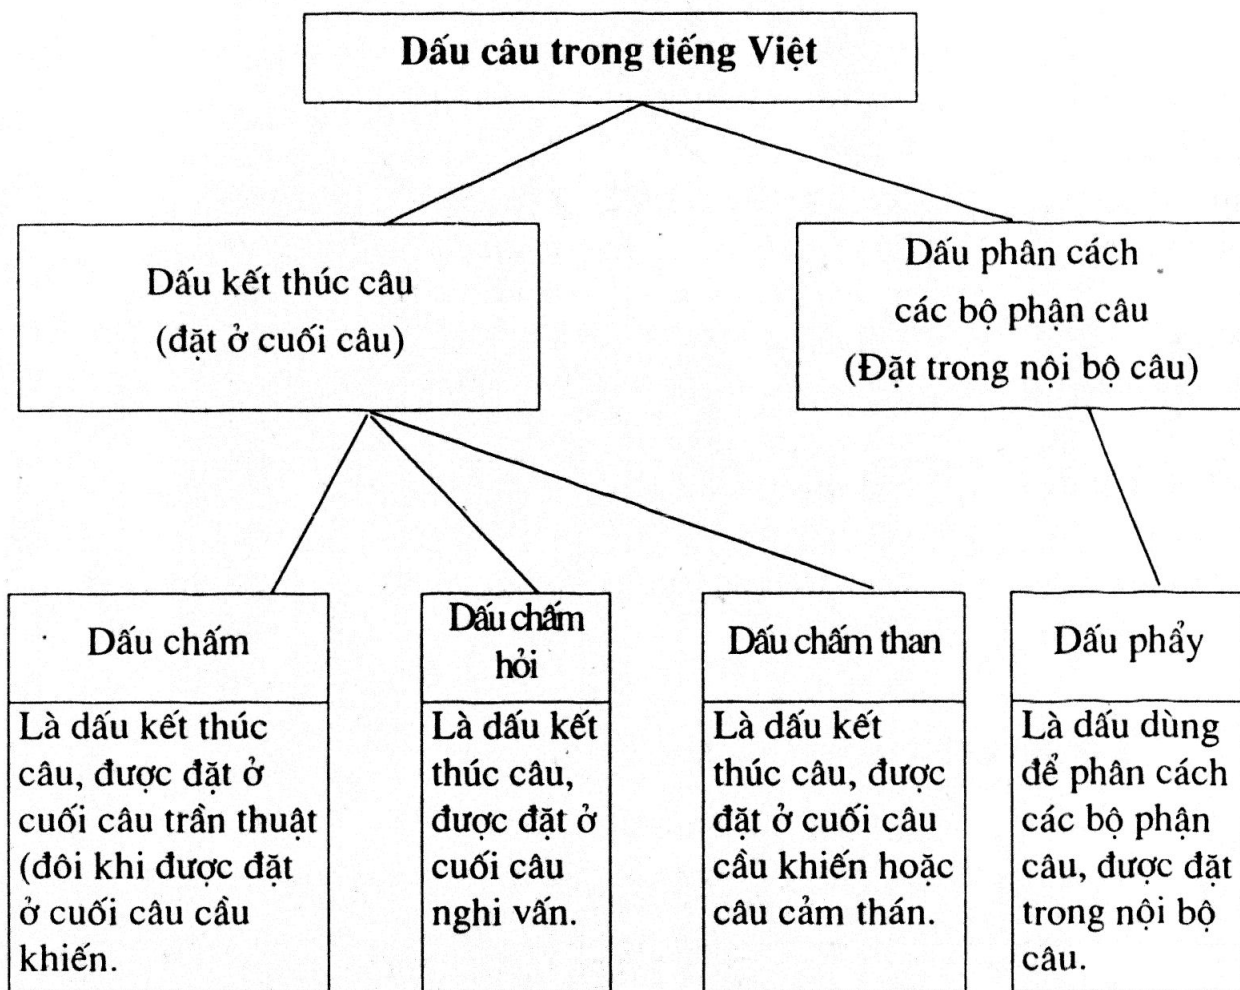 Dấu câu trong tiếng Việt
Dấu kết thúc câu
(đặt ở cuối câu)
Dấu phân cách
các bộ phận câu
(Đặt trong nội bộ câu)
Dấu chấm
Là dấu kết thúc
câu, được đặt ở
cuối câu trần thuật
(đôi khi được đặt
ở cuối câu cầu
khiến.
Dấu chấm
hỏi
Là dấu kết
thúc câu,
được đặt ở
cuối câu
nghi vấn.
Dấu chấm than
Là dấu kết
thúc câu, được
đặt ở cuối câu
cầu khiến hoặc
câu cảm thán.
Dấu phẩy
Là dấu dùng
để phân cách
các bộ phận
câu, được đặt
trong nội bộ
câu.